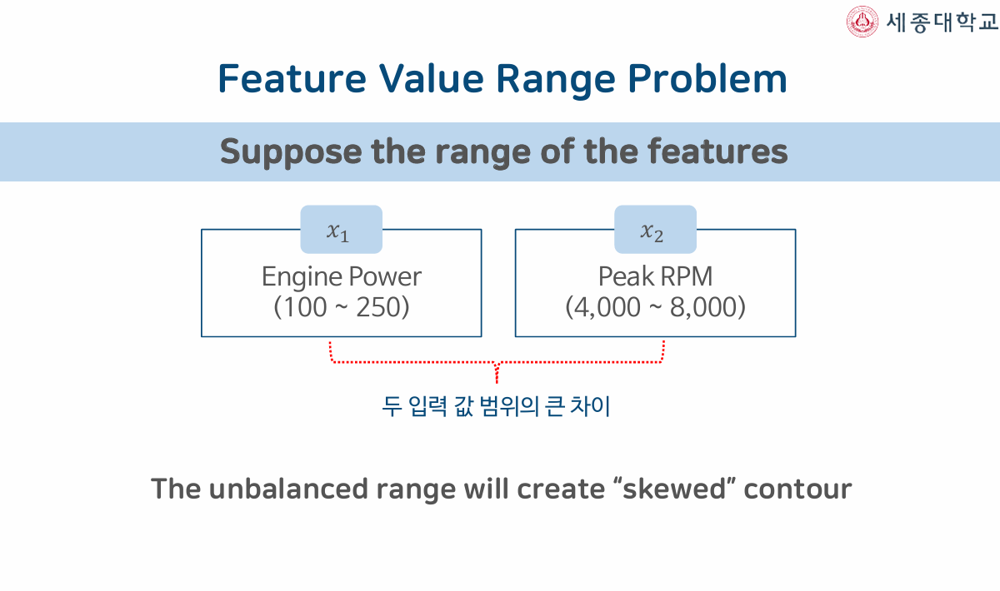 세종대학교
Feature Value Range Problem
Suppose the range of the features
x₁
Engine Power
(100 ~ 250)
x₂
Peak RPM
(4,000 ~ 8,000)
두 입력 값 범위의 큰 차이
The unbalanced range will create “skewed” contour